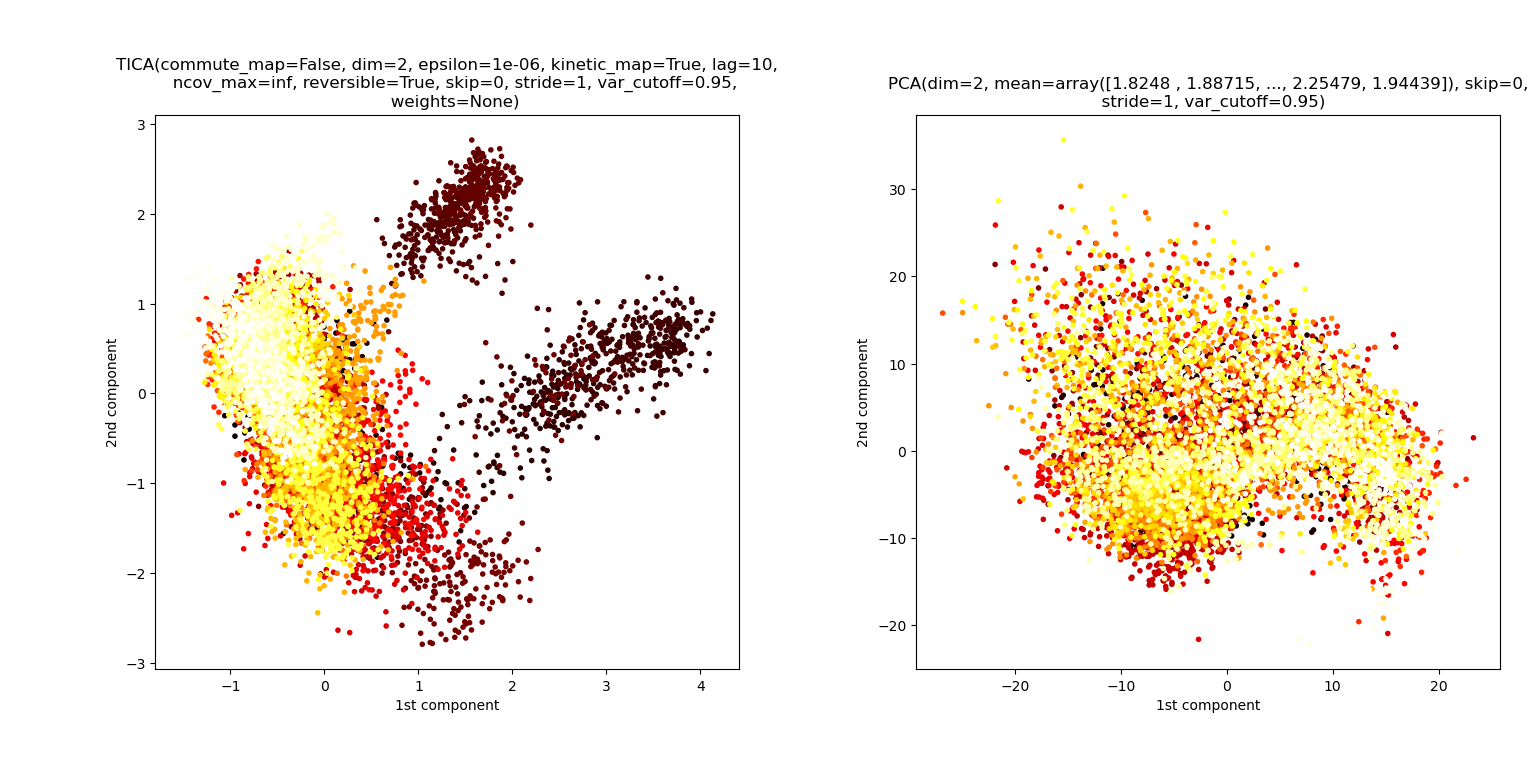 TICA(commute_map=False, dim=2, epsilon=1e-06, kinetic_map=True, lag=10,
ncov_max=inf, reversible=True, skip=0, stride=1, var_cutoff=0.95,
weights=None)
3
2
1
0
−1
−2
−3
2nd component
−1
0
1
2
3
4
1st component
PCA(dim=2, mean=array([1.8248 , 1.88715, ..., 2.25479, 1.94439]), skip=0,
stride=1, var_cutoff=0.95)
30
20
10
0
−10
−20
2nd component
−20
−10
0
10
20
1st component